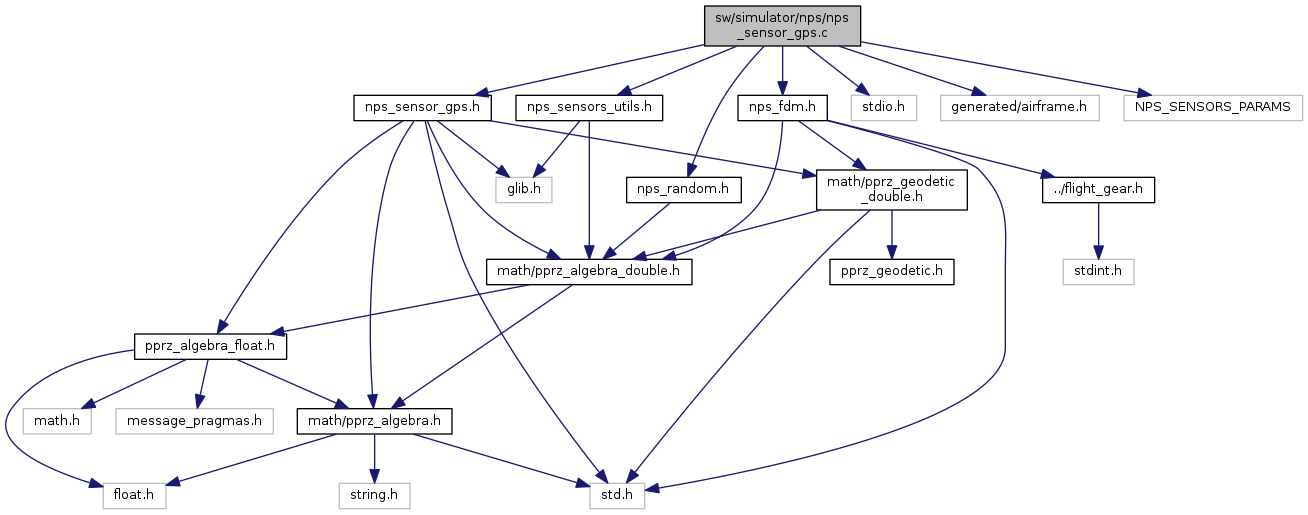 sw/simulator/nps/nps
_sensor_gps.c
nps_sensor_gps.h
nps_sensors_utils.h
nps_fdm.h
stdio.h
generated/airframe.h
NPS_SENSORS_PARAMS
glib.h
nps_random.h
math/pprz_geodetic
_double.h
../flight_gear.h
math/pprz_algebra_double.h
pprz_geodetic.h
stdint.h
pprz_algebra_float.h
math.h
message_pragmas.h
math/pprz_algebra.h
float.h
string.h
std.h